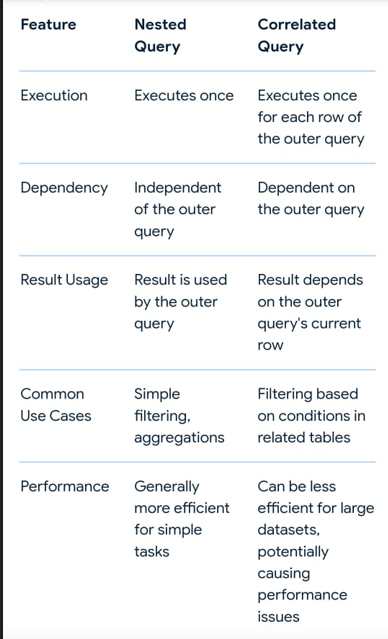 Feature
Nested
Query
Correlated
Query
Execution
Executes once
Executes once
for each row of
the outer query
Dependency
Independent
of the outer
query
Dependent on
the outer query
Result Usage
Result is used
by the outer
query
Result depends
on the outer
query's current
row
Common
Use Cases
Simple
filtering,
aggregations
Filtering based
on conditions in
related tables
Performance
Generally
more efficient
for simple
tasks
Can be less
efficient for large
datasets,
potentially
causing
performance
issues